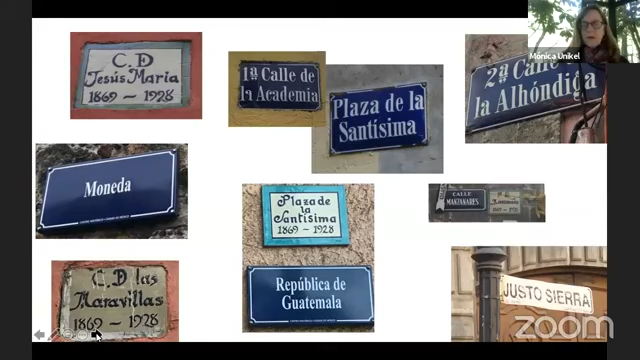 Mónica Unikel
C. D
Jesús María
1869 ~ 1928
1ª Calle de
la Academia
Plaza de la
Santísima
2ª Calle
la Alhóndiga
Moneda
Plaza de
la
Santísima
1869 ~ 1928
República de
Guatemala
CALLE
MANZANARES
C. D las
Maravillas
1869 ~ 1928
JUSTO SIERRA
zoom